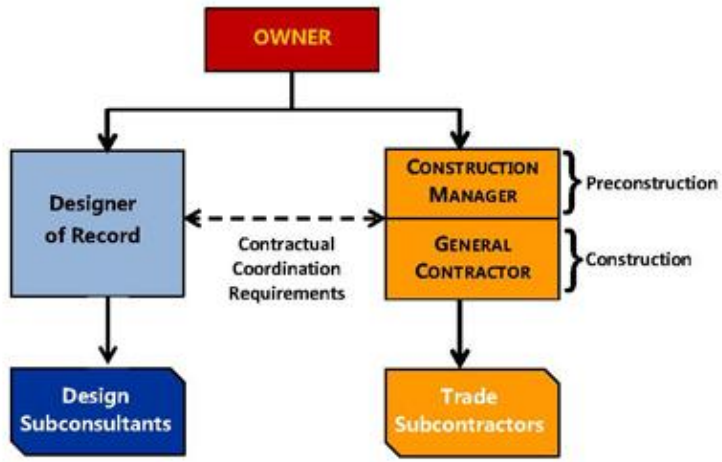 OWNER
Designer
of Record
CONSTRUCTION
MANAGER
Preconstruction
Contractual
Coordination
Requirements
GENERAL
CONTRACTOR
Construction
Design
Subconsultants
Trade
Subcontractors